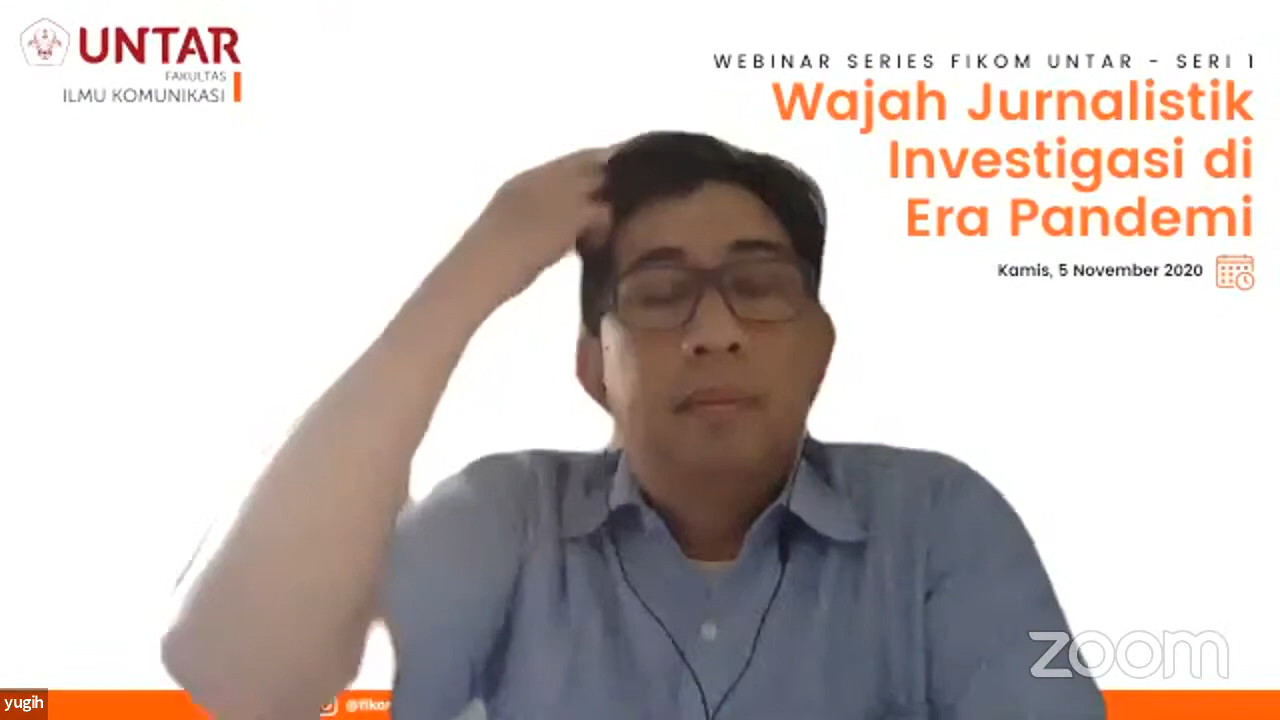 UNTAR
FAKULTAS
ILMU KOMUNIKASI
WEBINAR SERIES FIKOM UNTAR - SERI 1
Wajah Jurnalistik
Investigasi di
Era Pandemi
Kamis, 5 November 2020
zoom
yugih